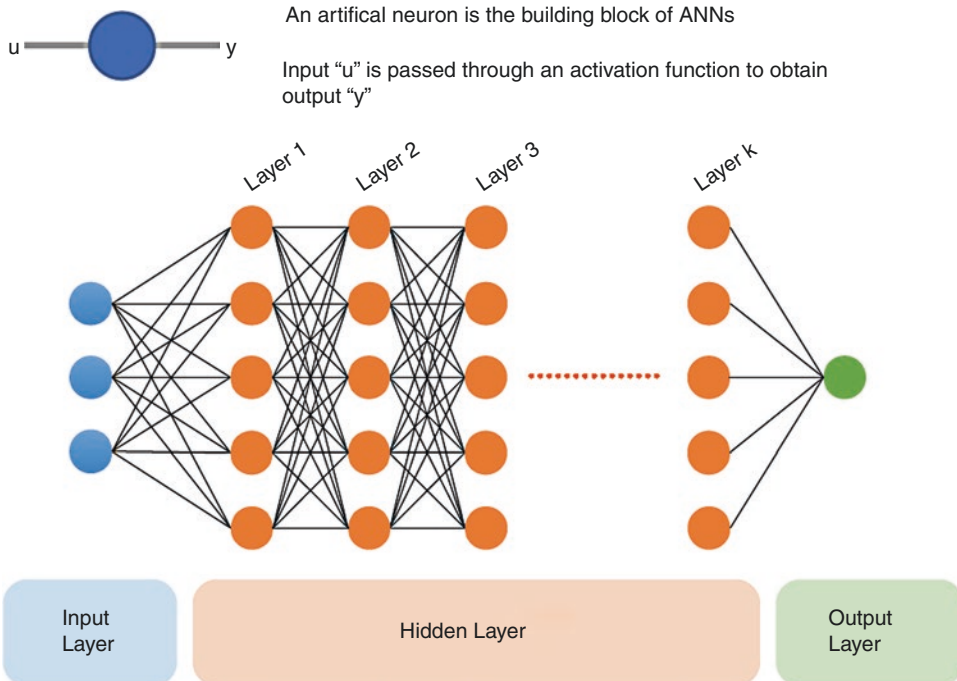 An artifical neuron is the building block of ANNs
u
y
Input “u” is passed through an activation function to obtain
output “y”
Layer 1
Layer 2
Layer 3
Layer k
Input
Layer
Hidden Layer
Output
Layer